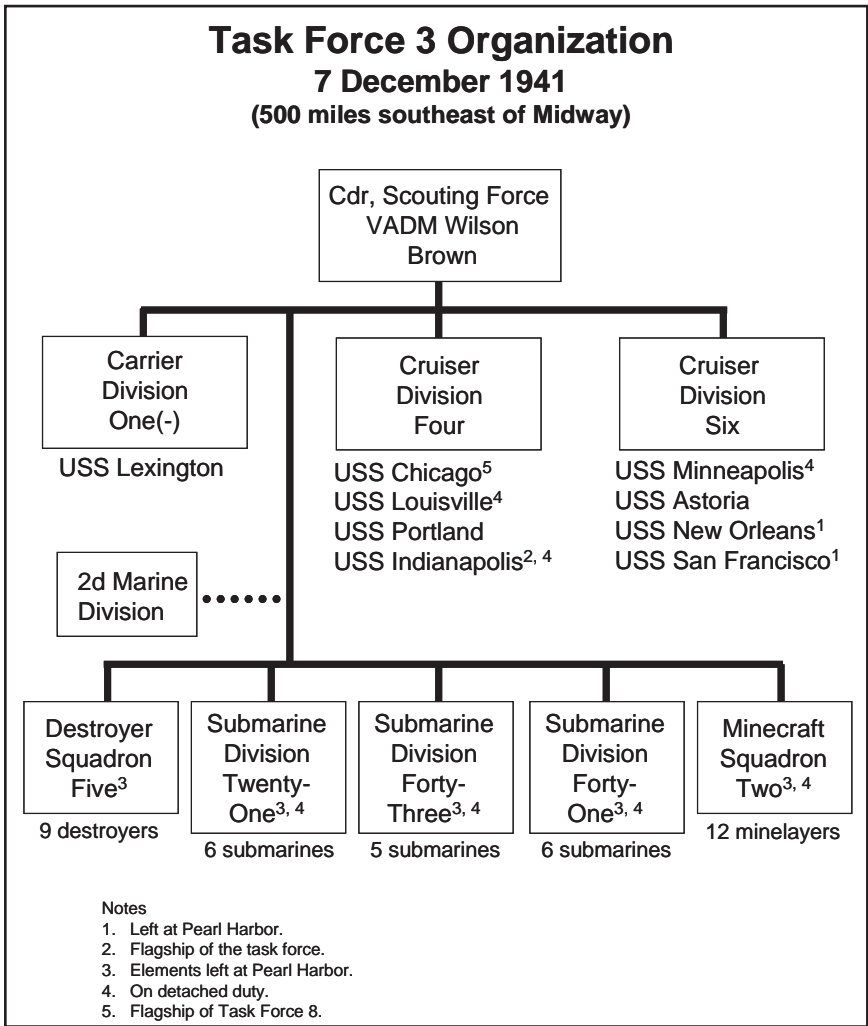 Task Force 3 Organization
7 December 1941
(500 miles southeast of Midway)
Cdr, Scouting Force
VADM Wilson
Brown
Carrier
Division
One(-)
USS Lexington
Cruiser
Division
Four
USS Chicago⁵
USS Louisville⁴
USS Portland
USS Indianapolis², ⁴
Cruiser
Division
Six
USS Minneapolis⁴
USS Astoria
USS New Orleans¹
USS San Francisco¹
2d Marine
Division
Destroyer
Squadron
Five³
9 destroyers
Submarine
Division
Twenty-
One³, ⁴
6 submarines
Submarine
Division
Forty-
Three³, ⁴
5 submarines
Submarine
Division
Forty-
One³, ⁴
6 submarines
Minecraft
Squadron
Two³, ⁴
12 minelayers
Notes
1. Left at Pearl Harbor.
2. Flagship of the task force.
3. Elements left at Pearl Harbor.
4. On detached duty.
5. Flagship of Task Force 8.